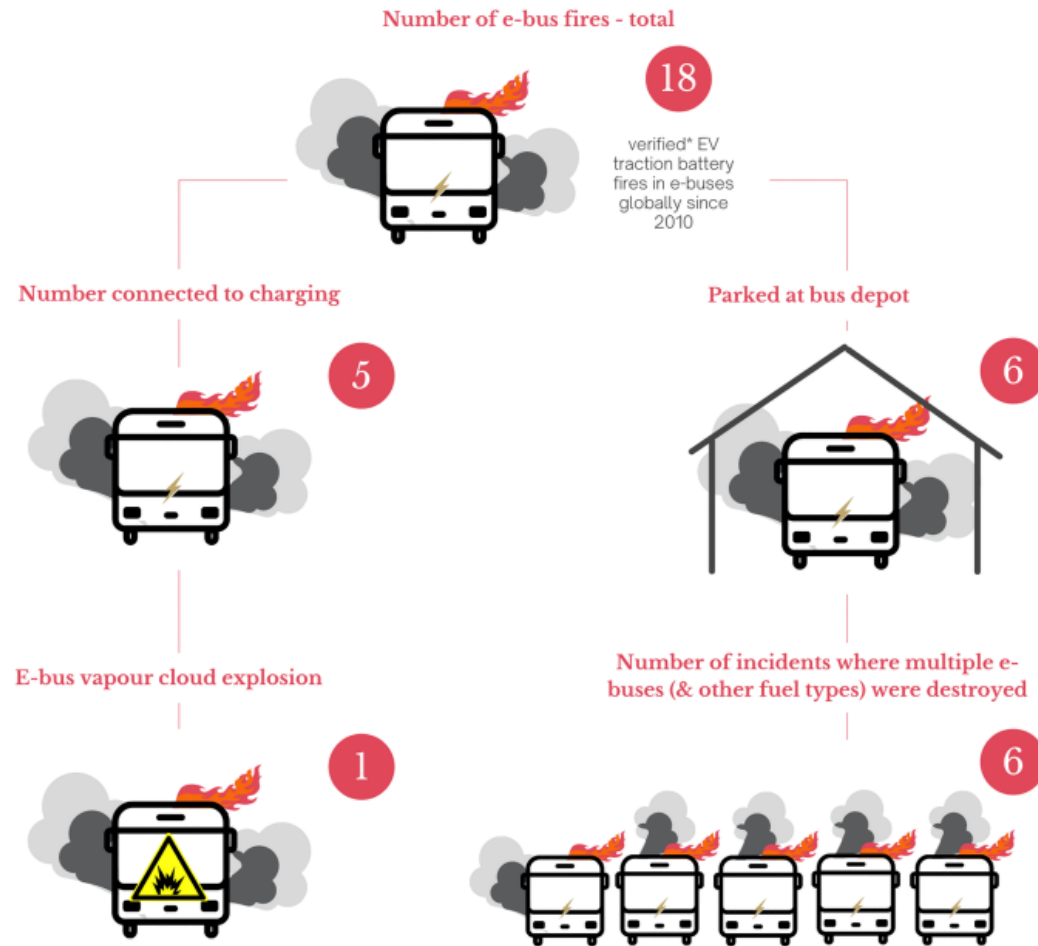 Number of e-bus fires - total
18
verified* EV
traction battery
fires in e-buses
globally since
2010
Number connected to charging
5
Parked at bus depot
6
E-bus vapour cloud explosion
1
Number of incidents where multiple e-
buses (& other fuel types) were destroyed
6